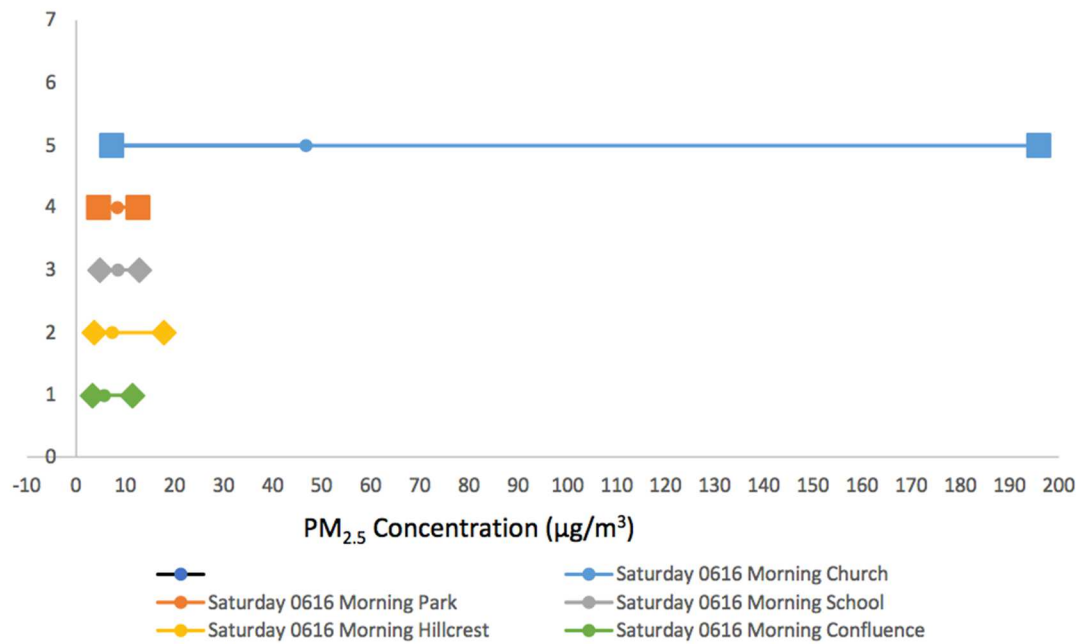 7
6
5
4
3
2
1
0
-10 0 10 20 30 40 50 60 70 80 90 100 110 120 130 140 150 160 170 180 190 200
PM2.5 Concentration (μg/m³)
Saturday 0616 Morning Church
Saturday 0616 Morning Park Saturday 0616 Morning School
Saturday 0616 Morning Hillcrest Saturday 0616 Morning Confluence